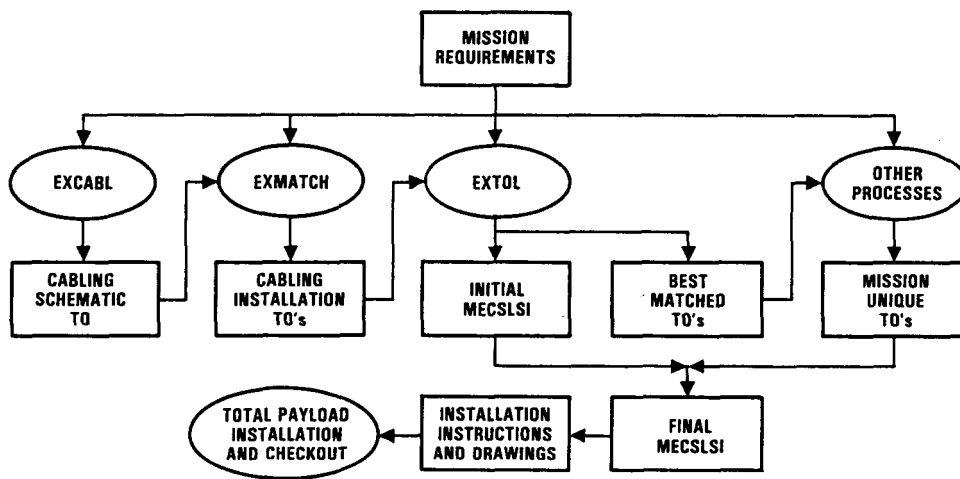 MISSION
REQUIREMENTS
EXCABL
EXMATCH
EXTOL
OTHER
PROCESSES
CABLING
SCHEMATIC
TO
CABLING
INSTALLATION
TO's
INITIAL
MECSLSI
BEST
MATCHED
TO's
MISSION
UNIQUE
TO's
TOTAL PAYLOAD
INSTALLATION
AND CHECKOUT
INSTALLATION
INSTRUCTIONS
AND DRAWINGS
FINAL
MECSLSI